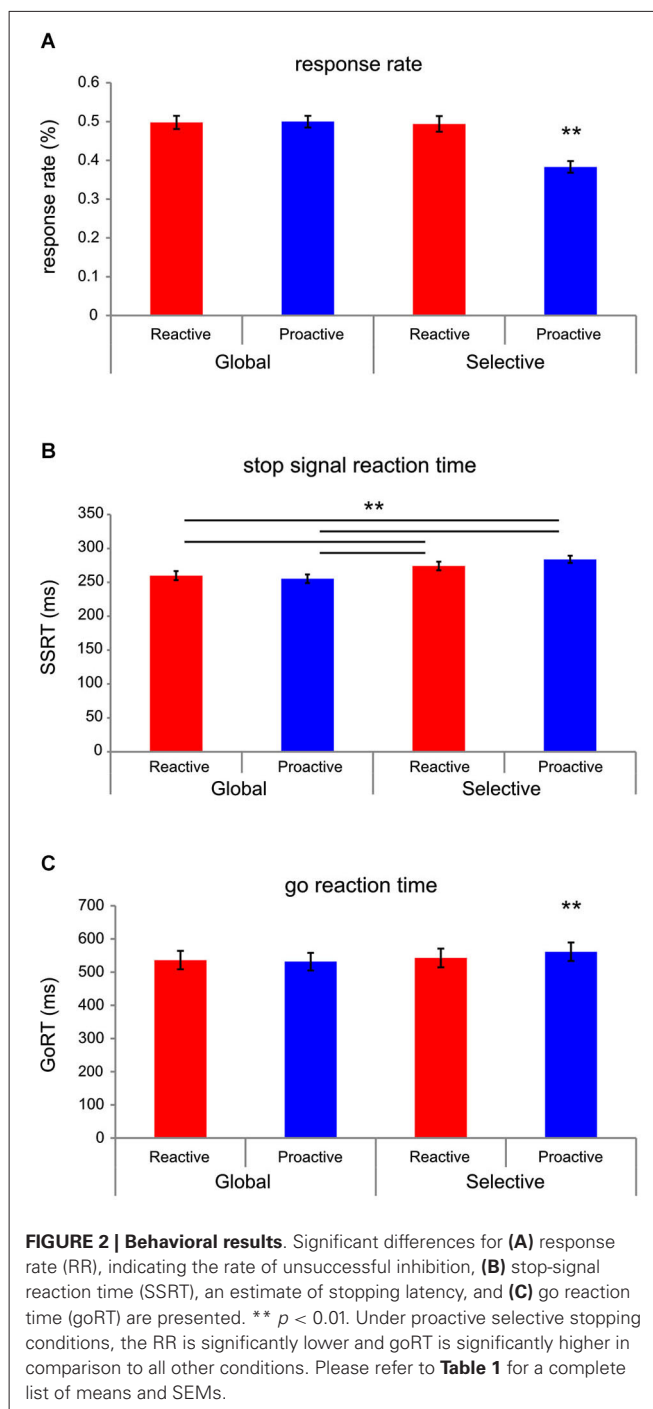 A
response rate
0.6
0.5
0.4
0.3
0.2
0.1
0
response rate (%)
**
Reactive Proactive Reactive Proactive
Global Selective
B
stop signal reaction time
350
300
250
200
150
100
50
0
SSRT (ms)
**
Reactive Proactive Reactive Proactive
Global Selective
C
go reaction time
700
600
500
400
300
200
100
0
GoRT (ms)
**
Reactive Proactive Reactive Proactive
Global Selective
FIGURE 2 | Behavioral results. Significant differences for (A) response
rate (RR), indicating the rate of unsuccessful inhibition, (B) stop-signal
reaction time (SSRT), an estimate of stopping latency, and (C) go reaction
time (goRT) are presented. ** p < 0.01. Under proactive selective stopping
conditions, the RR is significantly lower and goRT is significantly higher in
comparison to all other conditions. Please refer to Table 1 for a complete
list of means and SEMs.